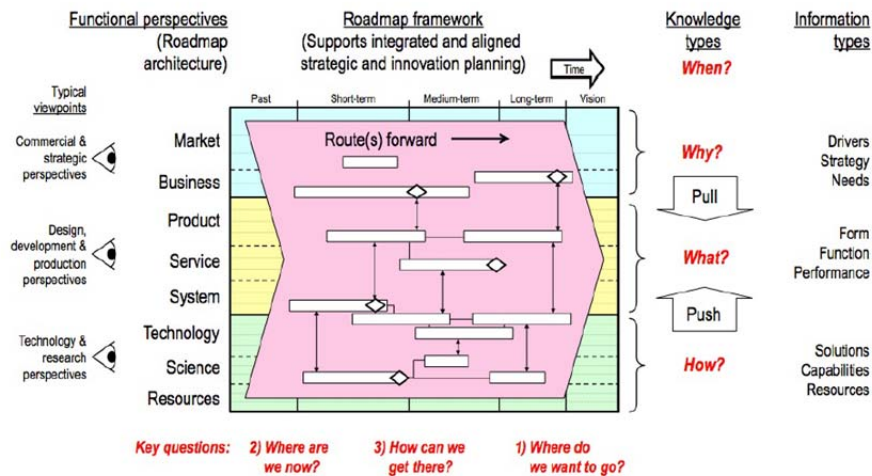 Functional perspectives
(Roadmap
architecture)
Roadmap framework
(Supports integrated and aligned
strategic and innovation planning)
Time
Knowledge
types
When?
Information
types
Typical
viewpoints
Past
Short-term
Medium-term
Long-term
Vision
Commercial &
strategic
perspectives
Market
Business
Route(s) forward
Why?
Drivers
Strategy
Needs
Pull
Design,
development &
production
perspectives
Product
Service
System
What?
Form
Function
Performance
Push
Technology
& research
perspectives
Technology
Science
Resources
How?
Solutions
Capabilities
Resources
Key questions:
2) Where are
we now?
3) How can we
get there?
1) Where do
we want to go?